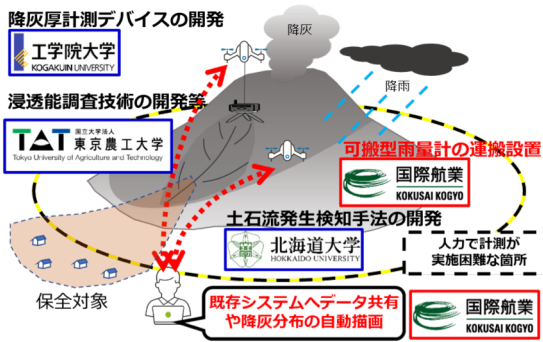 降灰厚計測デバイスの開発
工学院大学
KOGAKUIN UNIVERSITY
降灰
降雨
浸透能調査技術の開発等
TAT
国立大学法人
東京農工大学
Tokyo University of Agriculture and Technology
可搬型雨量計の運搬設置
国際航業
KOKUSAI KOGYO
土石流発生検知手法の開発
北海道大学
HOKKAIDO UNIVERSITY
人力で計測が
実施困難な箇所
保全対象
既存システムへデータ共有
や降灰分布の自動描画
国際航業
KOKUSAI KOGYO